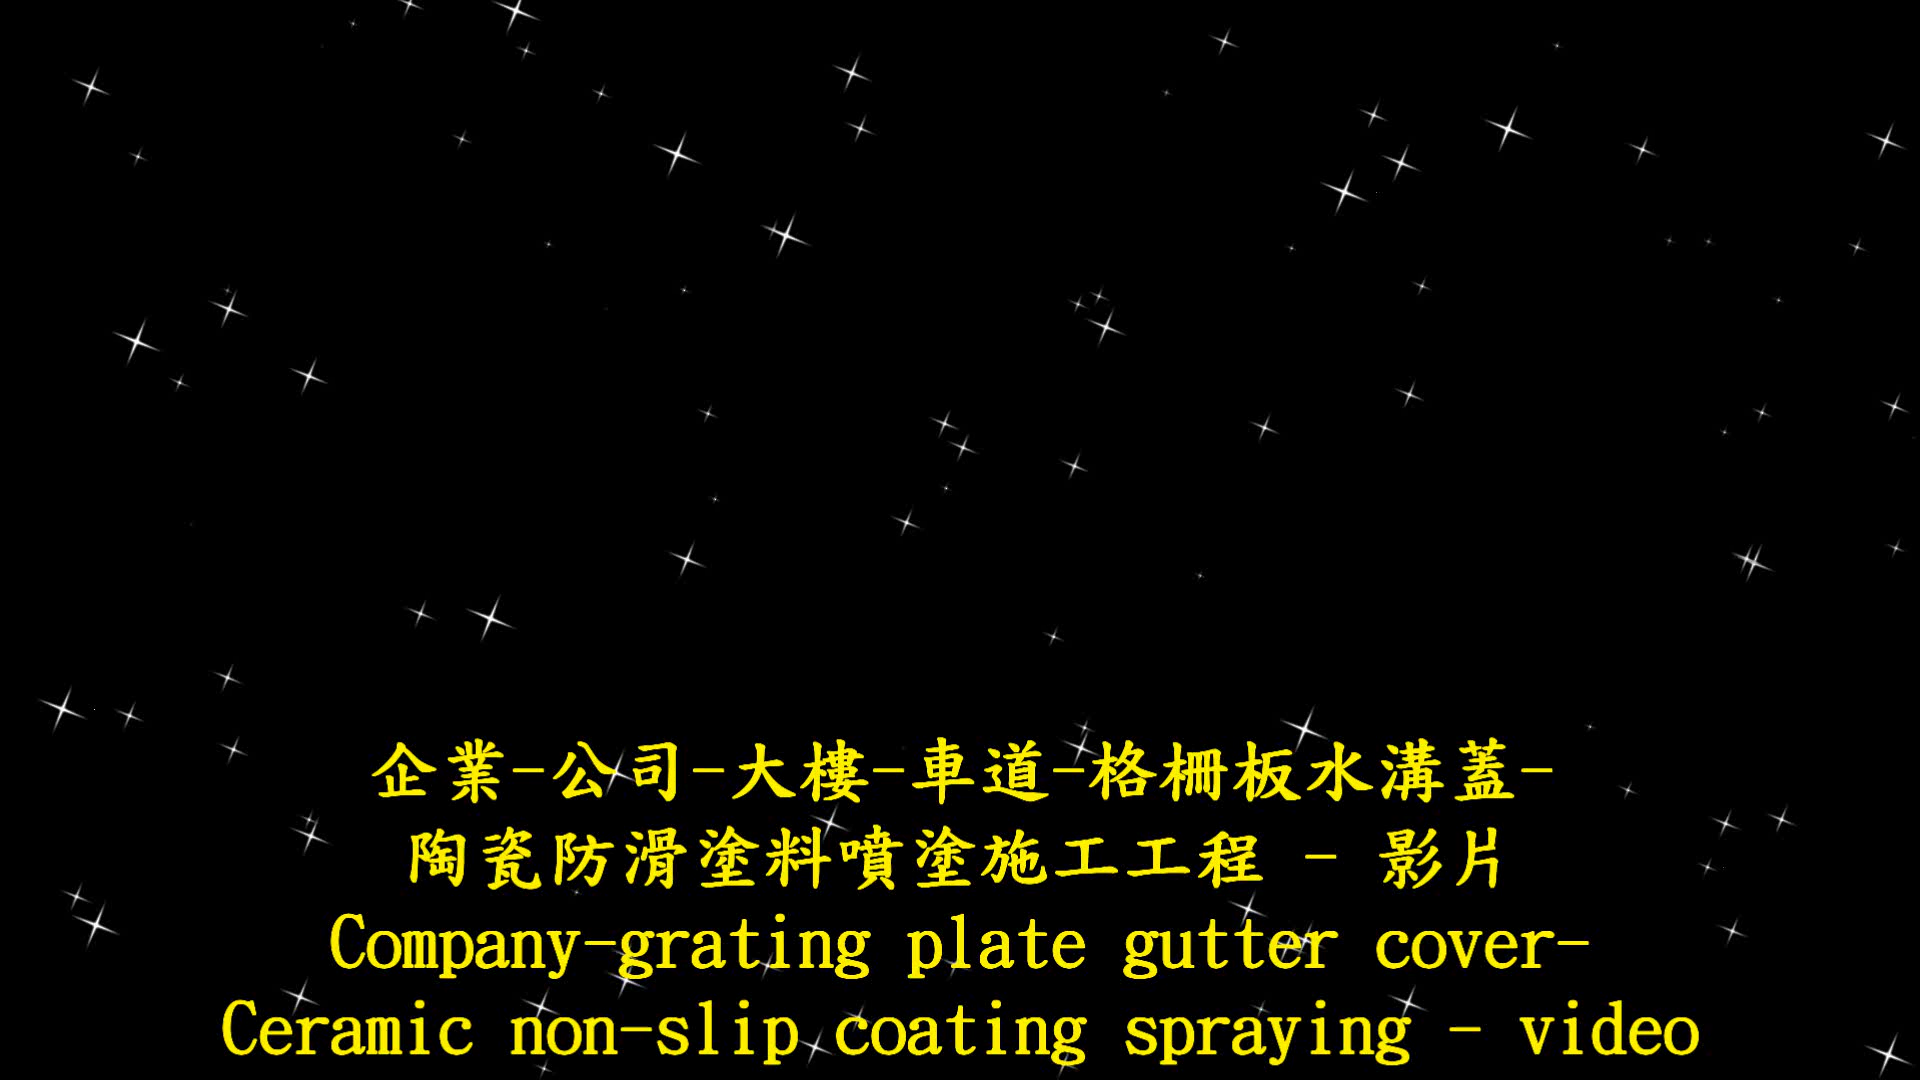 企業-公司-大樓-車道-格柵板水溝蓋-
陶瓷防滑塗料噴塗施工工程 - 影片
Company-grating plate gutter cover-
Ceramic non-slip coating spraying - video